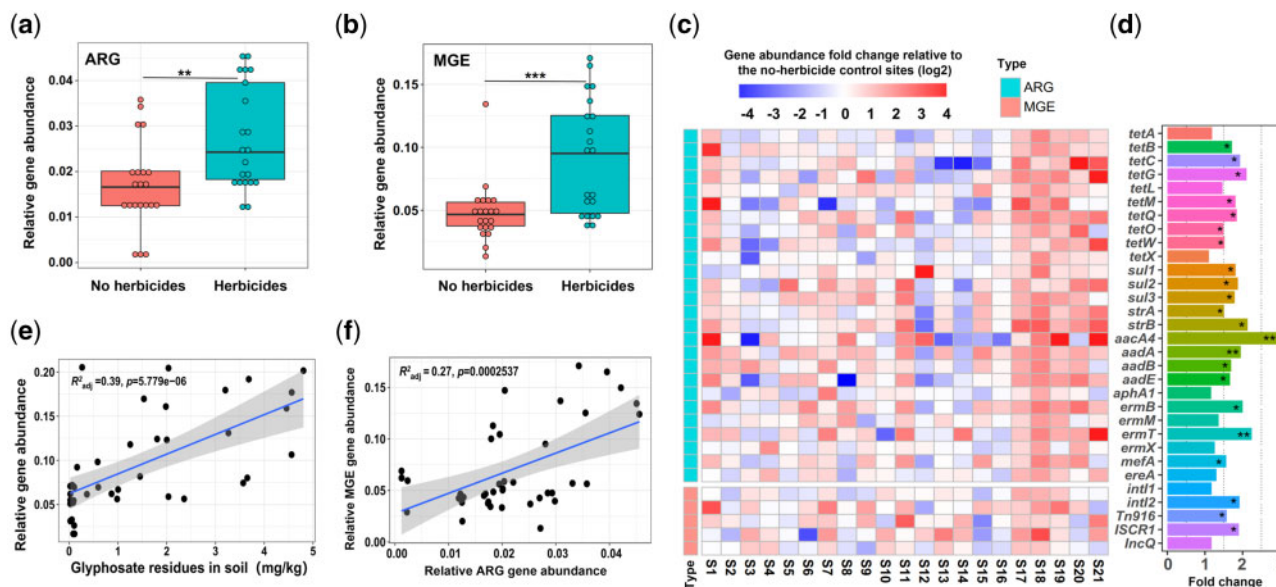 (a)
ARG
**
Relative gene abundance
0.04
0.03
0.02
0.01
0.00
No herbicides
Herbicides
(b)
MGE
***
Relative gene abundance
0.15
0.10
0.05
No herbicides
Herbicides
(c)
Gene abundance fold change relative to
the no-herbicide control sites (log2)
-4 -3 -2 -1 0 1 2 3 4
Type
ARG
MGE
Type S1 S2 S3 S4 S5 S6 S7 S8 S9 S10 S11 S12 S13 S14 S15 S16 S17 S18 S19 S20 S21
(d)
tetA
tetB *
tetC *
tetG *
tetL
tetM *
tetQ *
tetO *
tetW *
tetX
sul1 *
sul2 *
sul3 *
strA *
strB *
aacA4 **
aadA **
aadB *
aadE *
aphA1
ermB *
ermM
ermT **
ermX
mefA *
ereA
intI1
intI2 *
Tn916 *
ISCR1 *
IncQ
0 1 2
Fold change
(e)
R²adj =0.39, p=5.779e−06
Relative gene abundance
0.20
0.15
0.10
0.05
0 1 2 3 4 5
Glyphosate residues in soil (mg/kg)
(f)
R²adj = 0.27, p=0.0002537
Relative MGE gene abundance
0.15
0.10
0.05
0.00
0.00 0.01 0.02 0.03 0.04
Relative ARG gene abundance